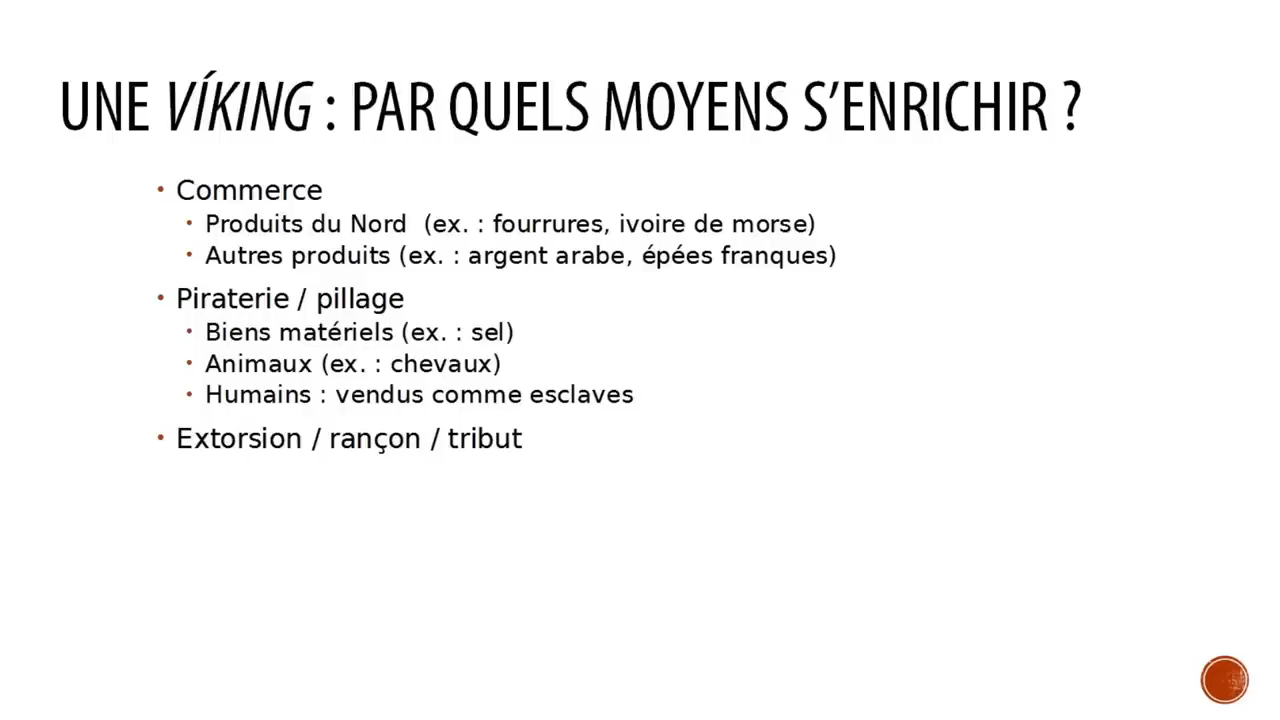 UNE VÍKING : PAR QUELS MOYENS S’ENRICHIR ?
• Commerce
• Produits du Nord  (ex. : fourrures, ivoire de morse)
• Autres produits (ex. : argent arabe, épées franques)
• Piraterie / pillage
• Biens matériels (ex. : sel)
• Animaux (ex. : chevaux)
• Humains : vendus comme esclaves
• Extorsion / rançon / tribut